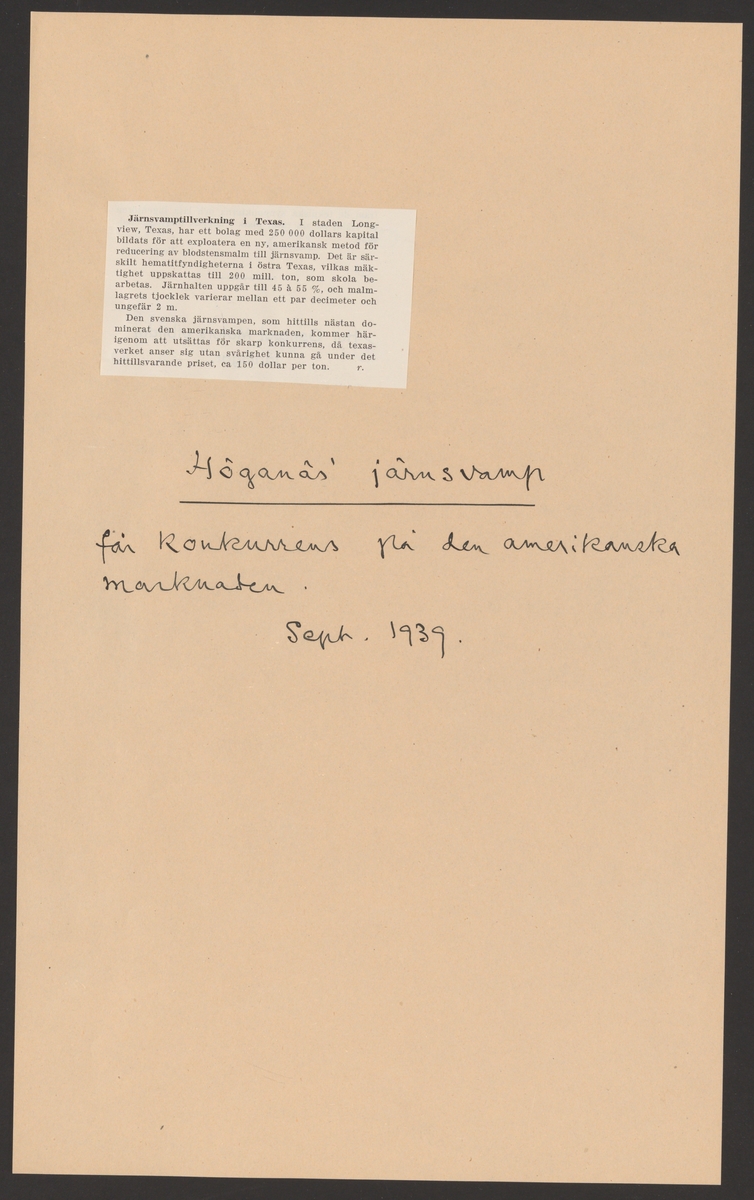 Järnsvamptillverkning i Texas. I staden Long-
view, Texas, har ett bolag med 250 000 dollars kapital
bildats för att exploatera en ny, amerikansk metod för
reducering av blodstensmalm till järnsvamp. Det är sär-
skilt hematitfyndigheterna i östra Texas, vilkas mäk-
tighet uppskattas till 200 mill. ton, som skola be-
arbetas. Järnhalten uppgår till 45 à 55 %, och malm-
lagrets tjocklek varierar mellan ett par decimeter och
ungefär 2 m.
Den svenska järnsvampen, som hittills nästan do-
minerat den amerikanska marknaden, kommer här-
igenom att utsättas för skarp konkurrens, då texas-
verket anser sig utan svårighet kunna gå under det
hittillsvarande priset, ca 150 dollar per ton. r.
Höganäs' järnsvamp
får konkurrens på den amerikanska
marknaden.
Sept. 1939.